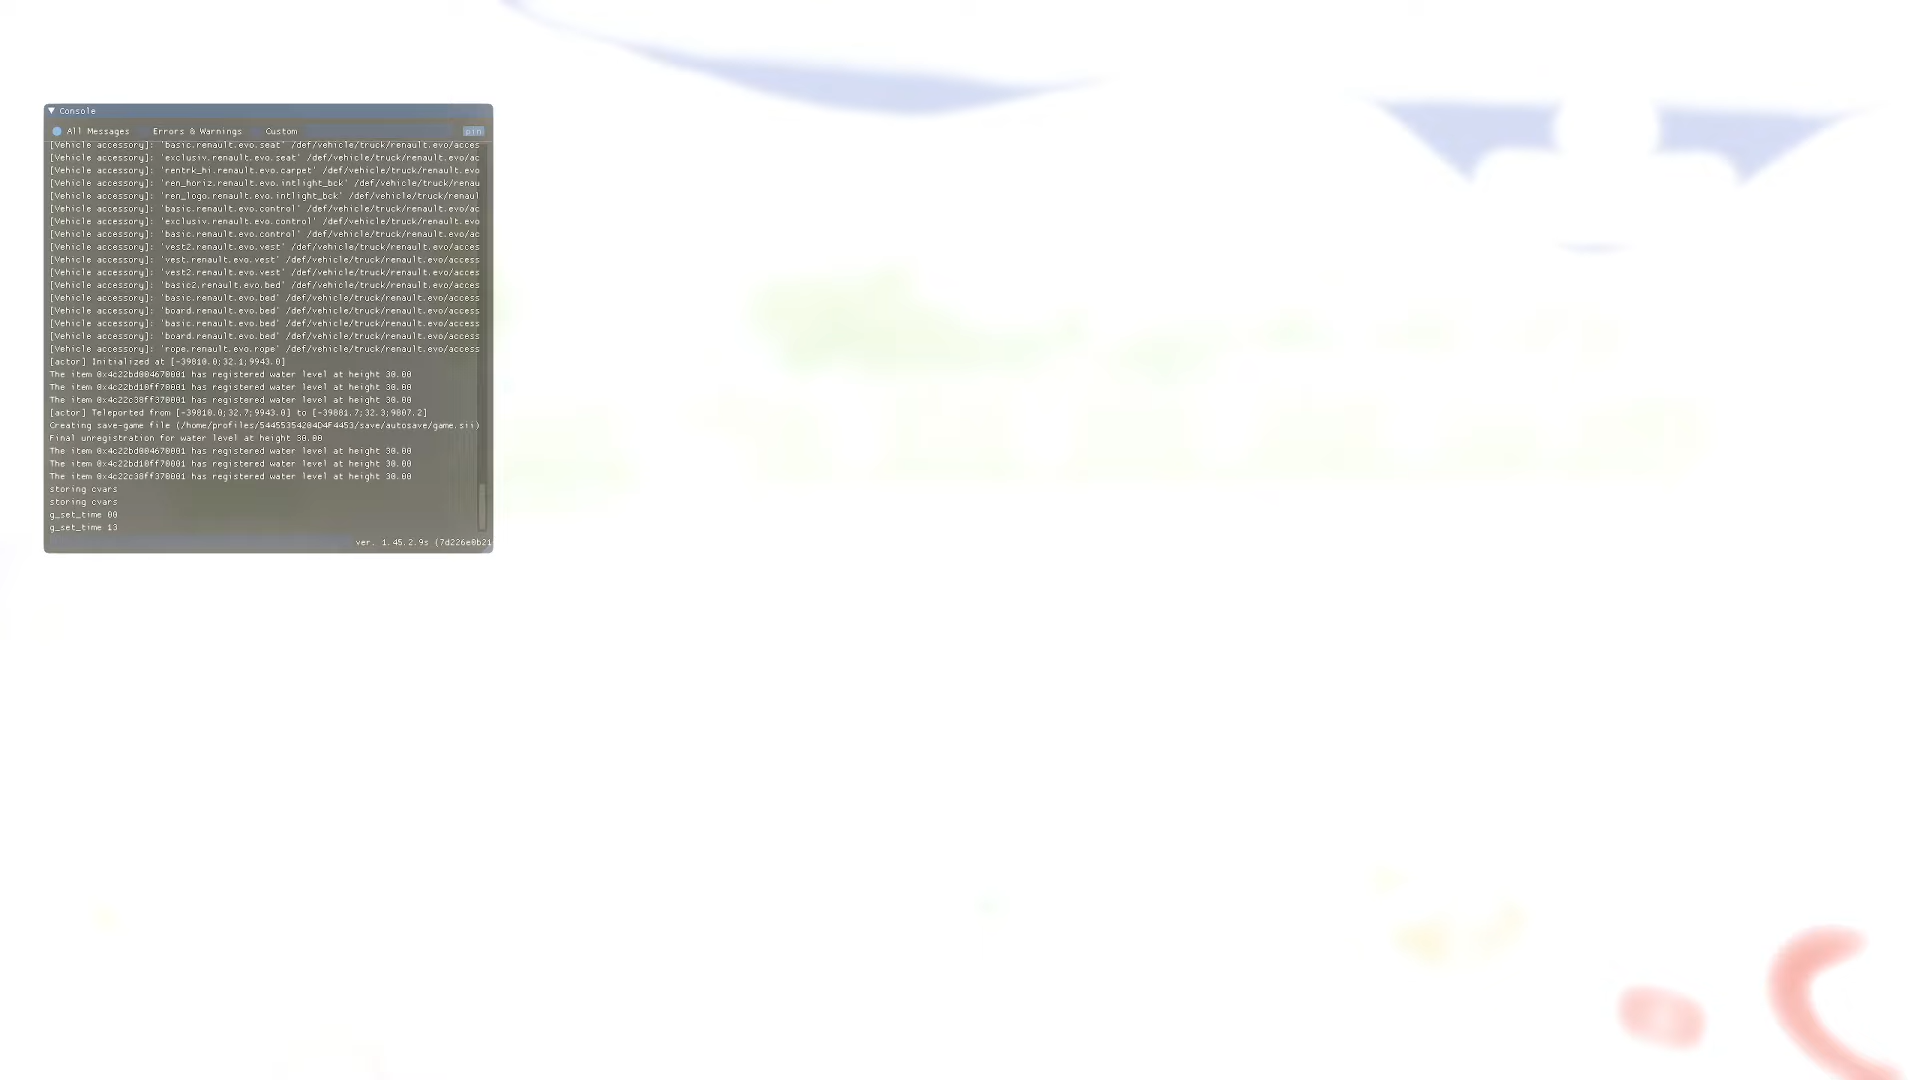 Console
All Messages Errors & Warnings Custom pin
[Vehicle accessory]: 'basic.renault.evo.seat' /def/vehicle/truck/renault.evo/acces
[Vehicle accessory]: 'exclusiv.renault.evo.seat' /def/vehicle/truck/renault.evo/ac
[Vehicle accessory]: 'rentrk_hi.renault.evo.carpet' /def/vehicle/truck/renault.evo
[Vehicle accessory]: 'ren_horiz.renault.evo.intlight_bck' /def/vehicle/truck/renau
[Vehicle accessory]: 'ren_logo.renault.evo.intlight_bck' /def/vehicle/truck/renaul
[Vehicle accessory]: 'basic.renault.evo.control' /def/vehicle/truck/renault.evo/ac
[Vehicle accessory]: 'exclusiv.renault.evo.control' /def/vehicle/truck/renault.evo
[Vehicle accessory]: 'basic.renault.evo.control' /def/vehicle/truck/renault.evo/ac
[Vehicle accessory]: 'vest2.renault.evo.vest' /def/vehicle/truck/renault.evo/acces
[Vehicle accessory]: 'vest.renault.evo.vest' /def/vehicle/truck/renault.evo/access
[Vehicle accessory]: 'vest2.renault.evo.vest' /def/vehicle/truck/renault.evo/acces
[Vehicle accessory]: 'basic2.renault.evo.bed' /def/vehicle/truck/renault.evo/acces
[Vehicle accessory]: 'basic.renault.evo.bed' /def/vehicle/truck/renault.evo/access
[Vehicle accessory]: 'board.renault.evo.bed' /def/vehicle/truck/renault.evo/access
[Vehicle accessory]: 'basic.renault.evo.bed' /def/vehicle/truck/renault.evo/access
[Vehicle accessory]: 'board.renault.evo.bed' /def/vehicle/truck/renault.evo/access
[Vehicle accessory]: 'rope.renault.evo.rope' /def/vehicle/truck/renault.evo/access
[actor] Initialized at [-39810.0;32.1;9943.0]
The item 0x4c22bd004670001 has registered water level at height 30.00
The item 0x4c22bd10ff70001 has registered water level at height 30.00
The item 0x4c22c38ff370001 has registered water level at height 30.00
[actor] Teleported from [-39810.0;32.7;9943.0] to [-39881.7;32.3;9807.2]
Creating save-game file (/home/profiles/54455354204D4F4453/save/autosave/game.sii)
Final unregistration for water level at height 30.00
The item 0x4c22bd004670001 has registered water level at height 30.00
The item 0x4c22bd10ff70001 has registered water level at height 30.00
The item 0x4c22c38ff370001 has registered water level at height 30.00
storing cvars
storing cvars
g_set_time 00
g_set_time 13
ver. 1.45.2.9s (7d226e0b21